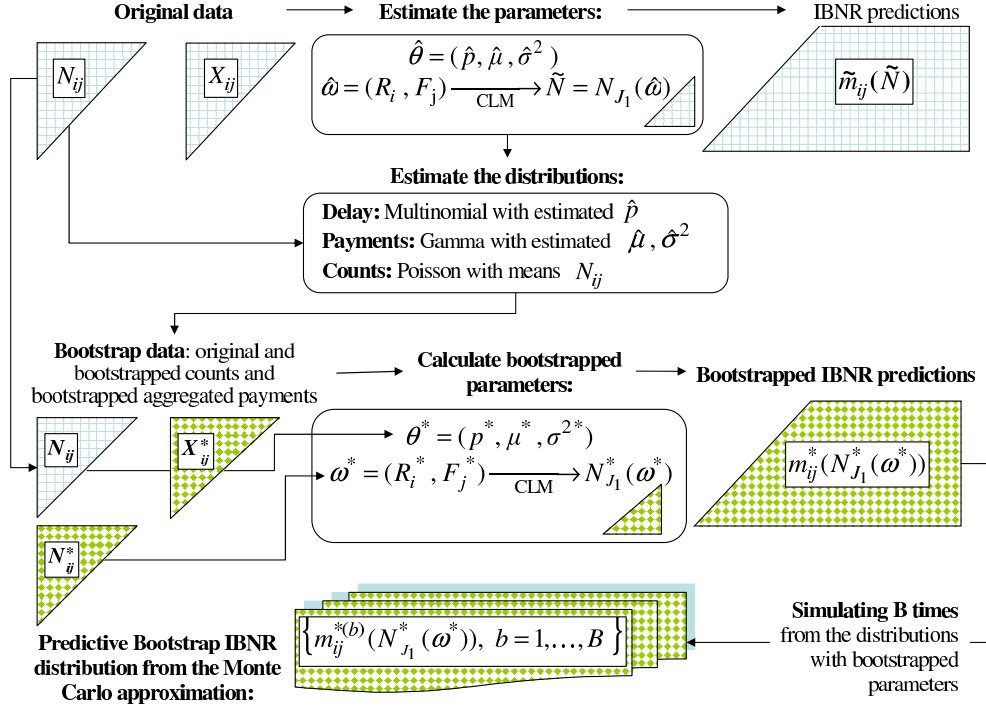 Original data
Estimate the parameters:
IBNR predictions
N_ij
X_ij
θ̂ = (p̂, μ̂, σ̂²)
ω̂ = (R_i, F_j) ⟶ Ñ = N_J₁(ω̂)
CLM
m̃_ij(Ñ)
Estimate the distributions:
Delay: Multinomial with estimated p̂
Payments: Gamma with estimated μ̂, σ̂²
Counts: Poisson with means N_ij
Bootstrap data: original and
bootstrapped counts and
bootstrapped aggregated payments
Calculate bootstrapped
parameters:
Bootstrapped IBNR predictions
N_ij
X*_ij
θ* = (p*, μ*, σ²*)
ω* = (R*_i, F*_j) ⟶ N*_J₁(ω*)
CLM
m*_ij(N*_J₁(ω*))
N*_ij
{m*(b)_ij(N*_J₁(ω*)), b = 1,…,B}
Simulating B times
from the distributions
with bootstrapped
parameters
Predictive Bootstrap IBNR
distribution from the Monte
Carlo approximation: